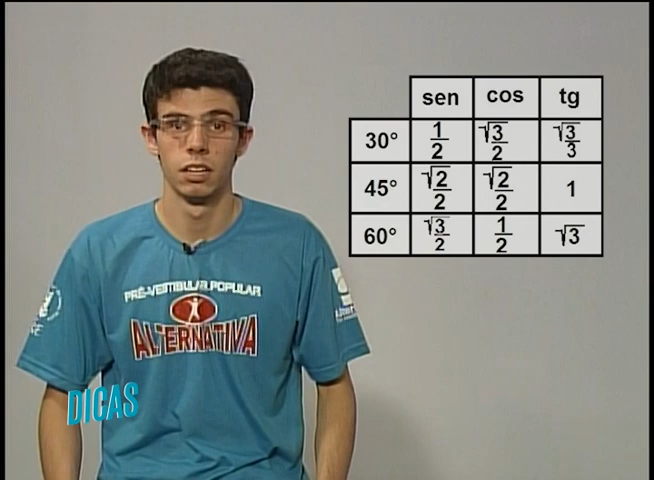 sen cos tg
30° 1/2 √3/2 √3/3
45° √2/2 √2/2 1
60° √3/2 1/2 √3
PRÉ-VESTIBULAR POPULAR
ALTERNATIVA
DICAS